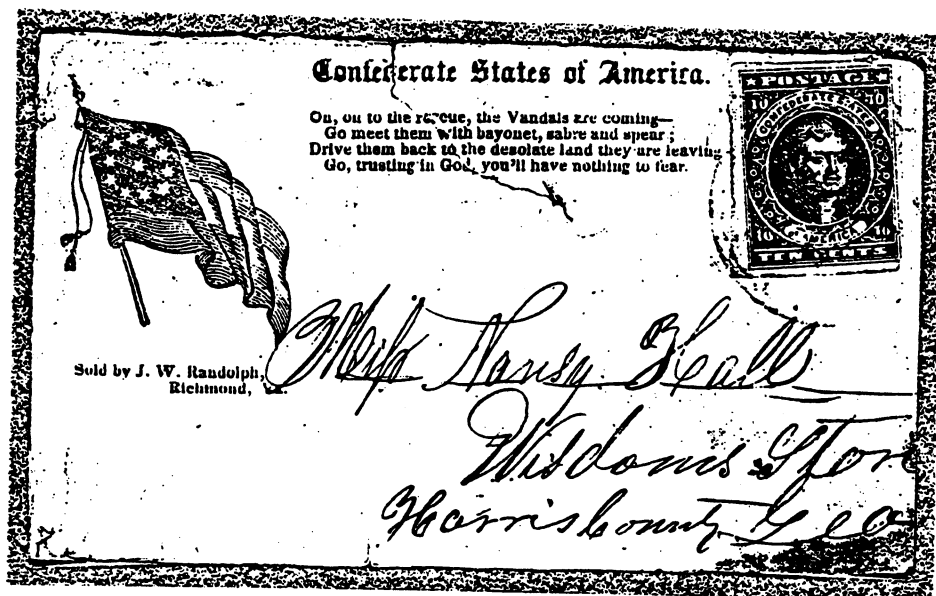 Confederate States of America.
On, on to the rescue, the Vandals are coming—
Go meet them with bayonet, sabre and spear ;
Drive them back to the desolate land they are leaving
Go, trusting in God, you'll have nothing to fear.
★POSTAGE★
10 10
CONFEDERATE STATES
OF AMERICA
10 10
TEN CENTS
Sold by J. W. Randolph,
Richmond, Va.
Miss Nancy Hall
Wisdoms Store
Harris County Geo